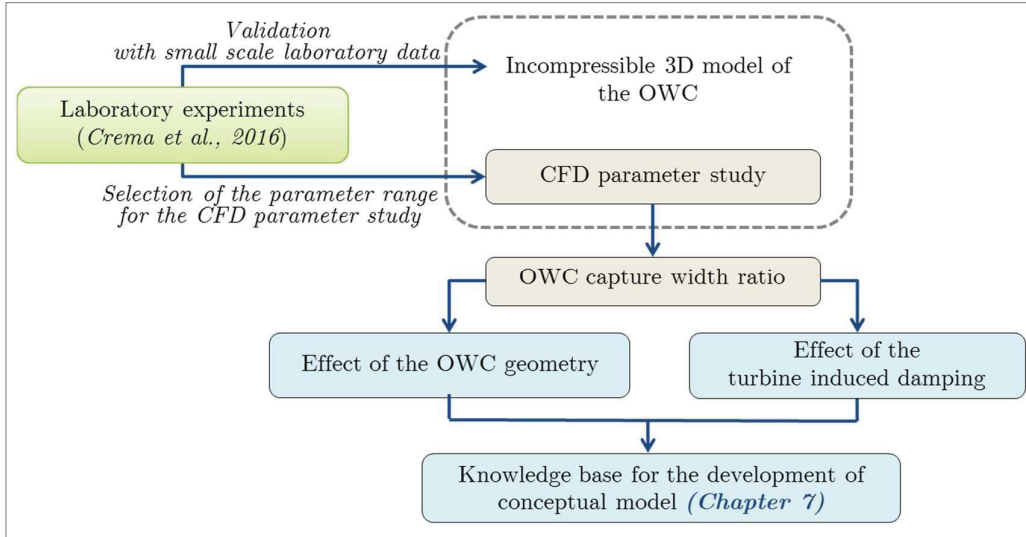 Validation
with small scale laboratory data
Incompressible 3D model of
the OWC
Laboratory experiments
(Crema et al., 2016)
CFD parameter study
Selection of the parameter range
for the CFD parameter study
OWC capture width ratio
Effect of the OWC geometry
Effect of the
turbine induced damping
Knowledge base for the development of
conceptual model (Chapter 7)